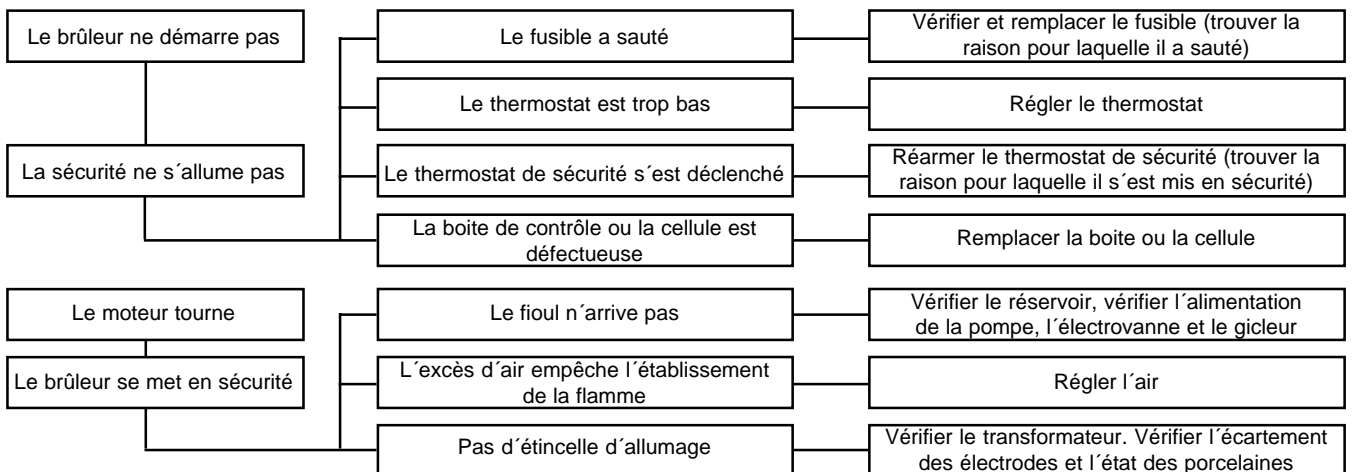 Le brûleur ne démarre pas
Le fusible a sauté
Vérifier et remplacer le fusible (trouver la
raison pour laquelle il a sauté)
Le thermostat est trop bas
Régler le thermostat
La sécurité ne s´allume pas
Le thermostat de sécurité s´est déclenché
Réarmer le thermostat de sécurité (trouver la
raison pour laquelle il s´est mis en sécurité)
La boite de contrôle ou la cellule est
défectueuse
Remplacer la boite ou la cellule
Le moteur tourne
Le fioul n´arrive pas
Vérifier le réservoir, vérifier l´alimentation
de la pompe, l´électrovanne et le gicleur
Le brûleur se met en sécurité
L´excès d´air empêche l´établissement
de la flamme
Régler l´air
Pas d´étincelle d´allumage
Vérifier le transformateur. Vérifier l´écartement
des électrodes et l´état des porcelaines